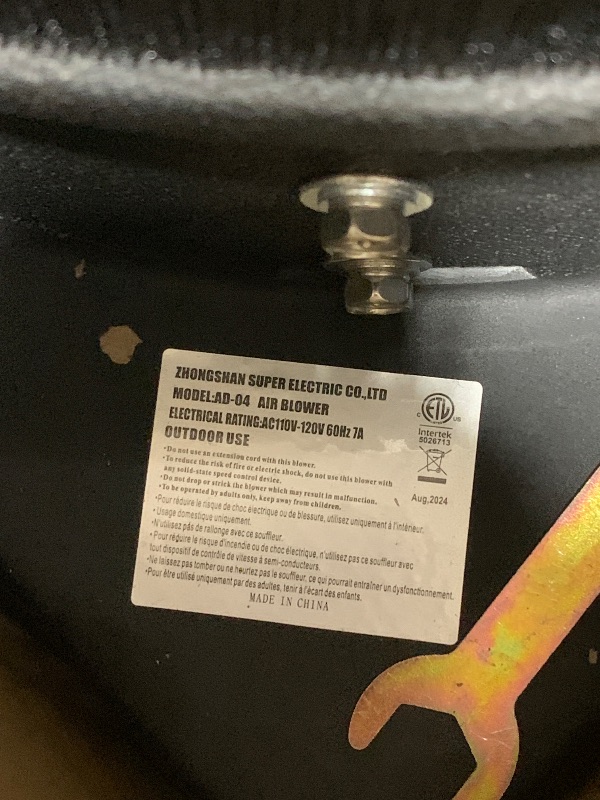 ZHONGSHAN SUPER ELECTRIC CO.,LTD
MODEL:AD-04 AIR BLOWER
ELECTRICAL RATING:AC110V-120V 60Hz 7A
OUTDOOR USE
C ETL US
Intertek
5026713
Aug,2024
•Do not use an extension cord with this blower.
•To reduce the risk of fire or electric shock, do not use this blower with
any solid-state speed control device.
•Do not drop or strick the blower which may result in malfunction.
•To be operated by adults only, keep away from children.
•Pour réduire le risque de choc électrique ou de blessure, utilisez uniquement à l'intérieur.
• Usage domestique uniquement.
•N'utilisez pas de rallonge avec ce souffleur.
• Pour réduire le risque d'incendie ou de choc électrique, n'utilisez pas ce souffleur avec
tout dispositif de contrôle de vitesse à semi-conducteurs.
•Ne laissez pas tomber ou ne heurtez pas le souffleur, ce qui pourrait entraîner un dysfonctionnement.
•Pour être utilisé uniquement par des adultes, tenir à l'écart des enfants.
MADE IN CHINA